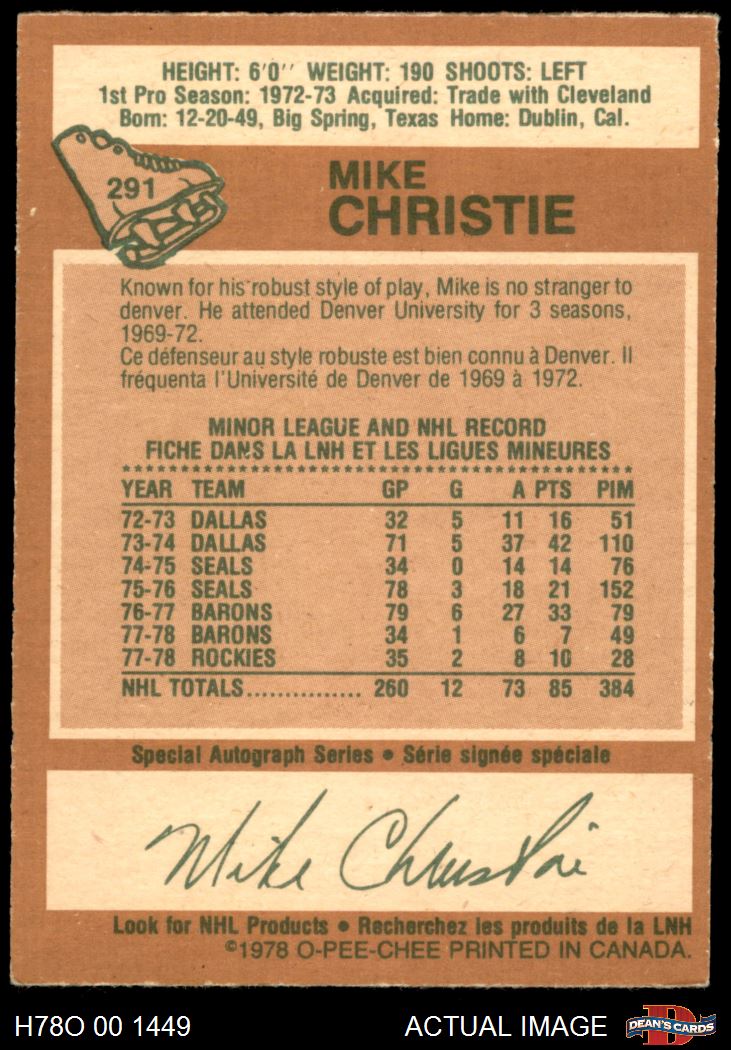 HEIGHT: 6'0'' WEIGHT: 190 SHOOTS: LEFT
1st Pro Season: 1972-73 Acquired: Trade with Cleveland
Born: 12-20-49, Big Spring, Texas Home: Dublin, Cal.
291
MIKE
CHRISTIE
Known for his robust style of play, Mike is no stranger to
denver. He attended Denver University for 3 seasons,
1969-72.
Ce défenseur au style robuste est bien connu à Denver. Il
fréquenta l'Université de Denver de 1969 à 1972.
MINOR LEAGUE AND NHL RECORD
FICHE DANS LA LNH ET LES LIGUES MINEURES
YEAR TEAM GP G A PTS PIM
72-73 DALLAS 32 5 11 16 51
73-74 DALLAS 71 5 37 42 110
74-75 SEALS 34 0 14 14 76
75-76 SEALS 78 3 18 21 152
76-77 BARONS 79 6 27 33 79
77-78 BARONS 34 1 6 7 49
77-78 ROCKIES 35 2 8 10 28
NHL TOTALS............... 260 12 73 85 384
Special Autograph Series • Série signée spéciale
Mike Christie
Look for NHL Products • Recherchez les produits de la LNH
©1978 O-PEE-CHEE PRINTED IN CANADA.
H78O 00 1449 ACTUAL IMAGE D DEAN'S CARDS